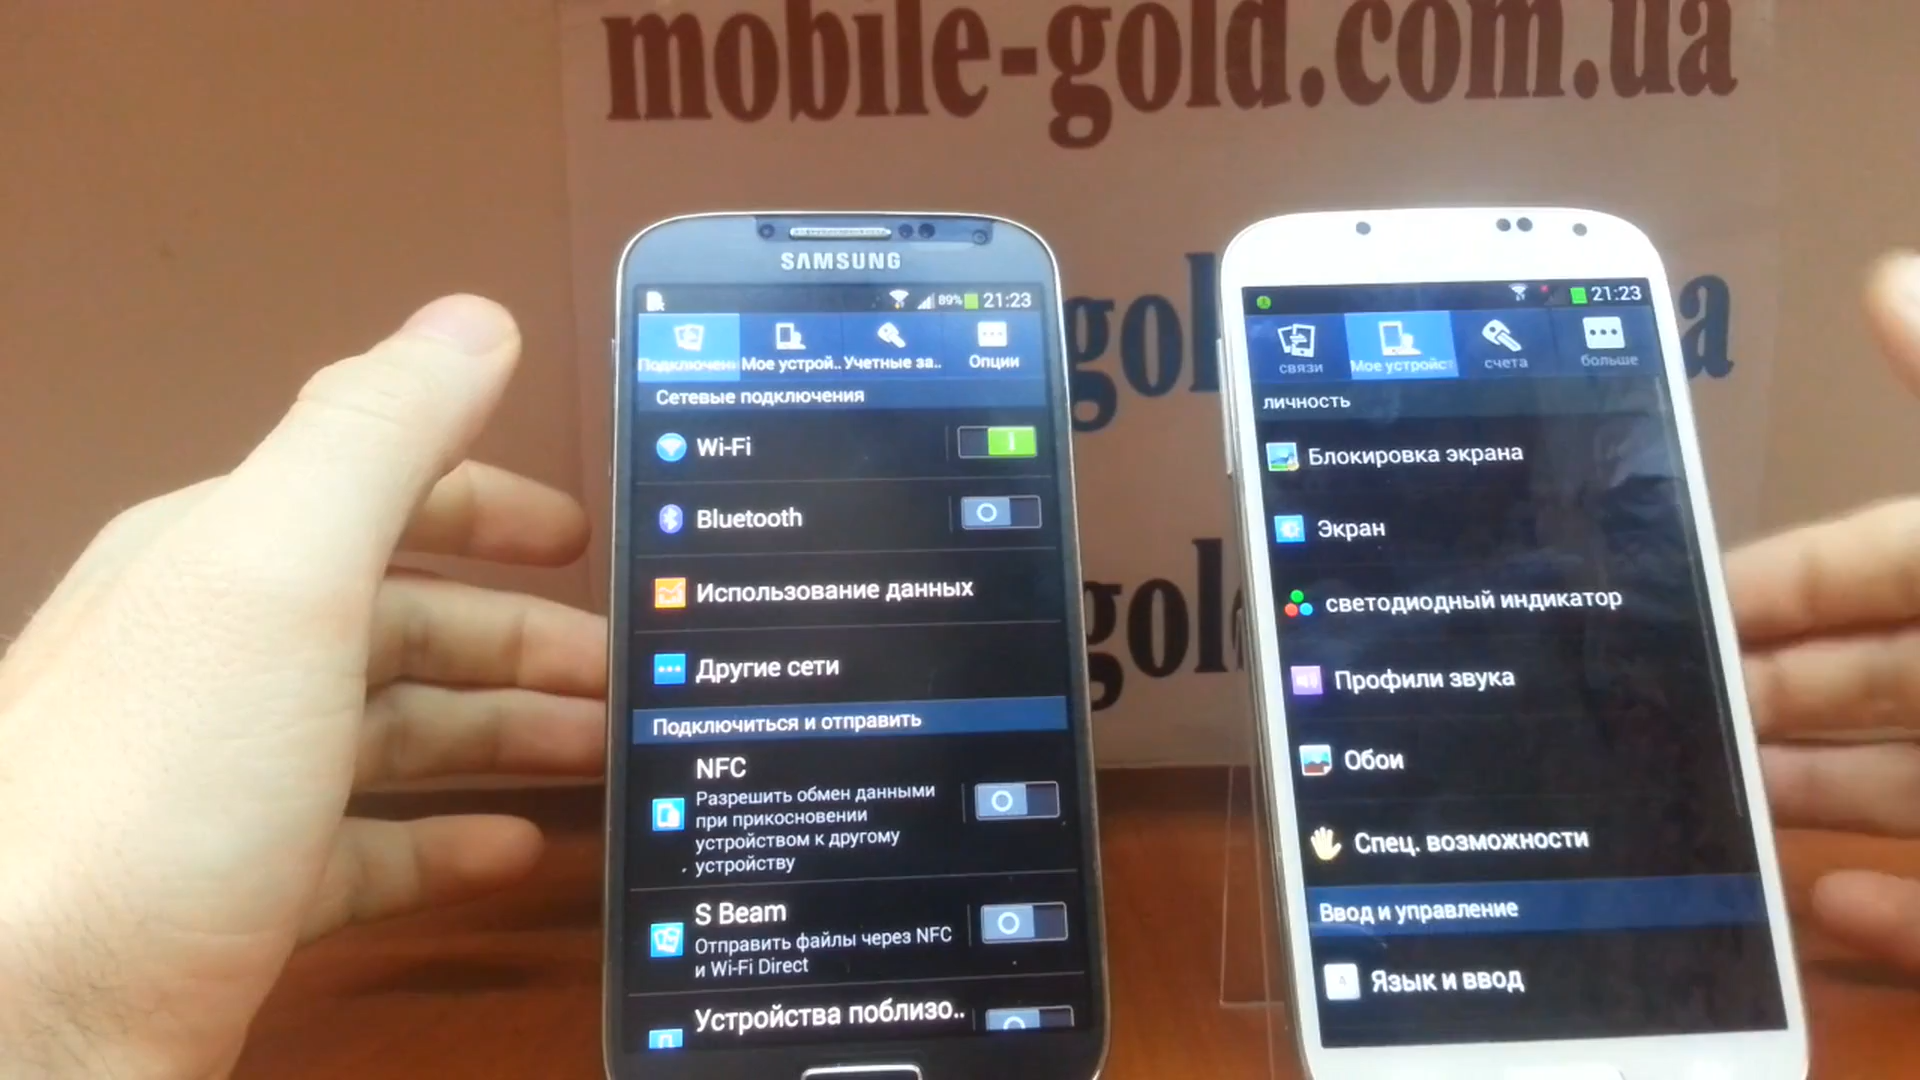 mobile-gold.com.ua
SAMSUNG
89% 21:23
Мое устрой.. Учетные за.. Опции
Сетевые подключения
Wi-Fi
Bluetooth
Использование данных
Другие сети
Подключиться и отправить
NFC
Разрешить обмен данными
при прикосновении
устройством к другому
устройству
S Beam
Отправить файлы через NFC
и Wi-Fi Direct
Устройства поблизо..
21:23
связи Мое устройст счета больше
личность
Блокировка экрана
Экран
светодиодный индикатор
Профили звука
Обои
Спец. возможности
Ввод и управление
Язык и ввод
gol
a
gol